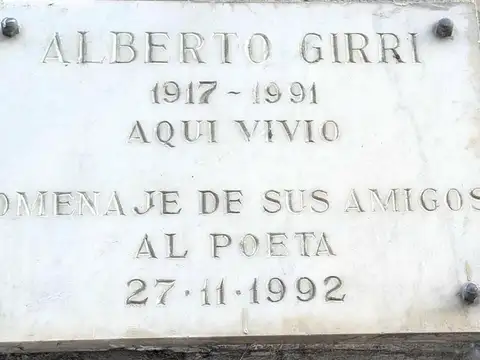 ALBERTO GIRRI
1917 - 1991
AQUI VIVIO
OMENAJE DE SUS AMIGOS
AL POETA
27·11·1992